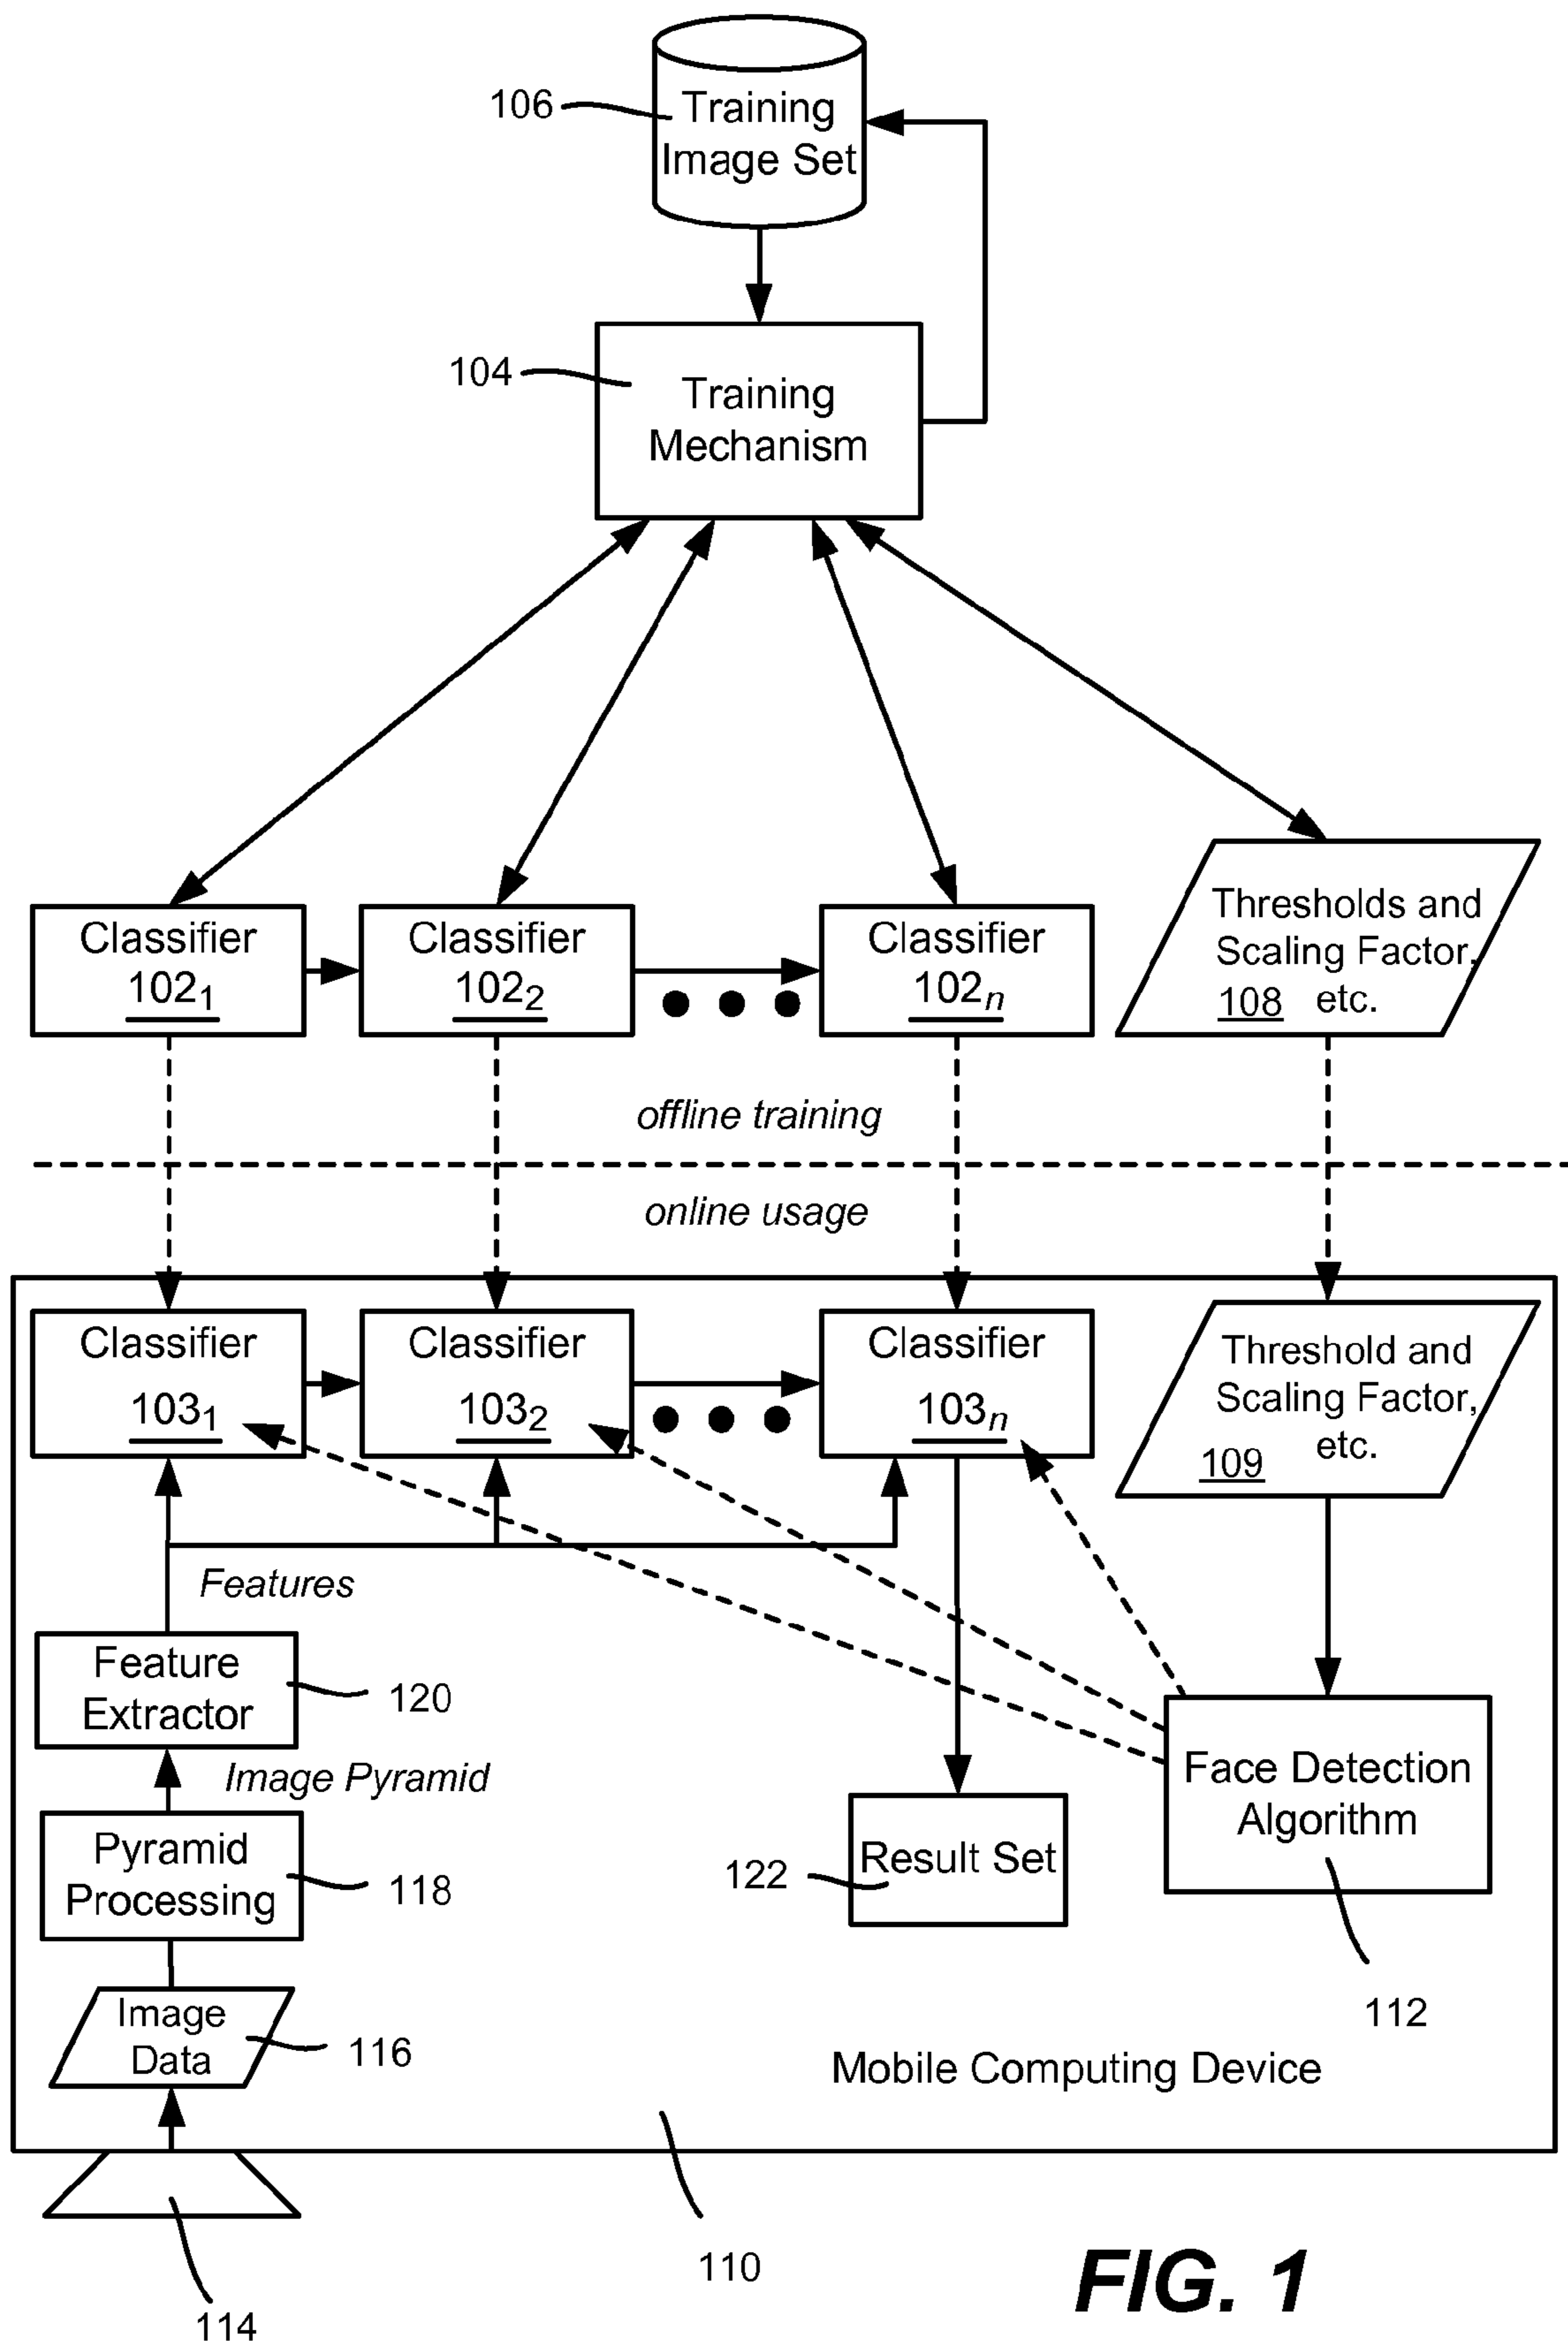 106
Training
Image Set
104
Training
Mechanism
Classifier
102₁
Classifier
102₂
Classifier
102ₙ
Thresholds and
Scaling Factor,
108 etc.
offline training
online usage
Classifier
103₁
Classifier
103₂
Classifier
103ₙ
Threshold and
Scaling Factor,
etc.
109
Features
Feature
Extractor
120
Image Pyramid
Pyramid
Processing
118
Image
Data
116
122
Result Set
Face Detection
Algorithm
112
Mobile Computing Device
110
114
FIG. 1